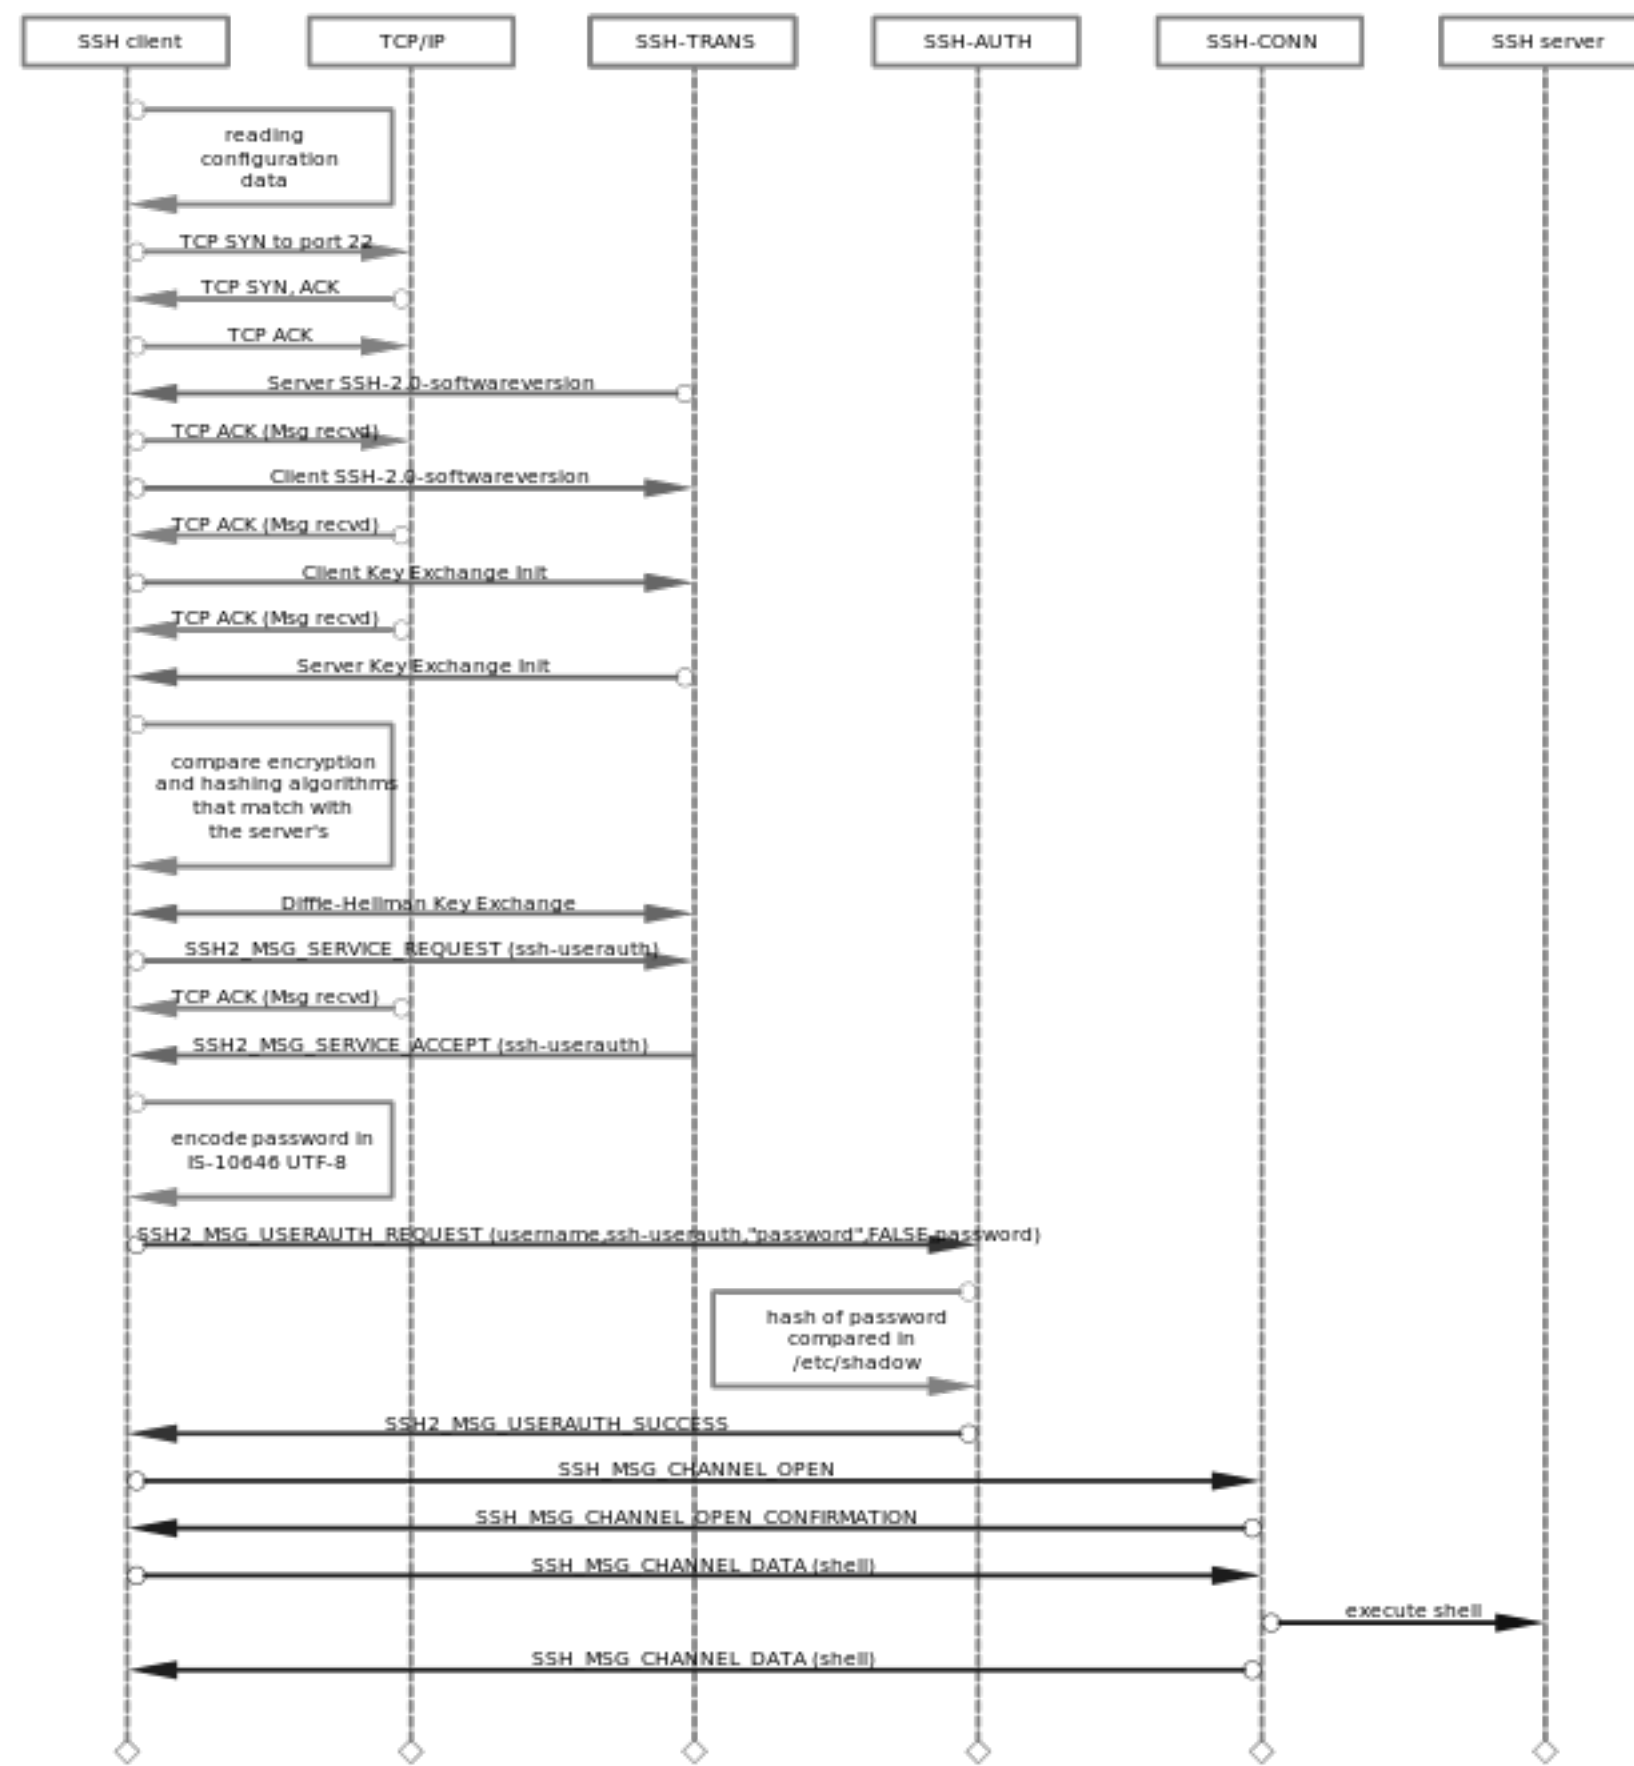 SSH client
TCP/IP
SSH-TRANS
SSH-AUTH
SSH-CONN
SSH server
reading
configuration
data
TCP SYN to port 22
TCP SYN, ACK
TCP ACK
Server SSH-2.0-softwareversion
TCP ACK (Msg recvd)
Client SSH-2.0-softwareversion
TCP ACK (Msg recvd)
Client Key Exchange Init
TCP ACK (Msg recvd)
Server Key Exchange Init
compare encryption
and hashing algorithms
that match with
the server's
Diffie-Hellman Key Exchange
SSH2_MSG_SERVICE_REQUEST (ssh-userauth)
TCP ACK (Msg recvd)
SSH2_MSG_SERVICE_ACCEPT (ssh-userauth)
encode password in
IS-10646 UTF-8
SSH2_MSG_USERAUTH_REQUEST (username,ssh-userauth,"password",FALSE,password)
hash of password
compared in
/etc/shadow
SSH2_MSG_USERAUTH_SUCCESS
SSH_MSG_CHANNEL_OPEN
SSH_MSG_CHANNEL_OPEN_CONFIRMATION
SSH_MSG_CHANNEL_DATA (shell)
execute shell
SSH_MSG_CHANNEL_DATA (shell)